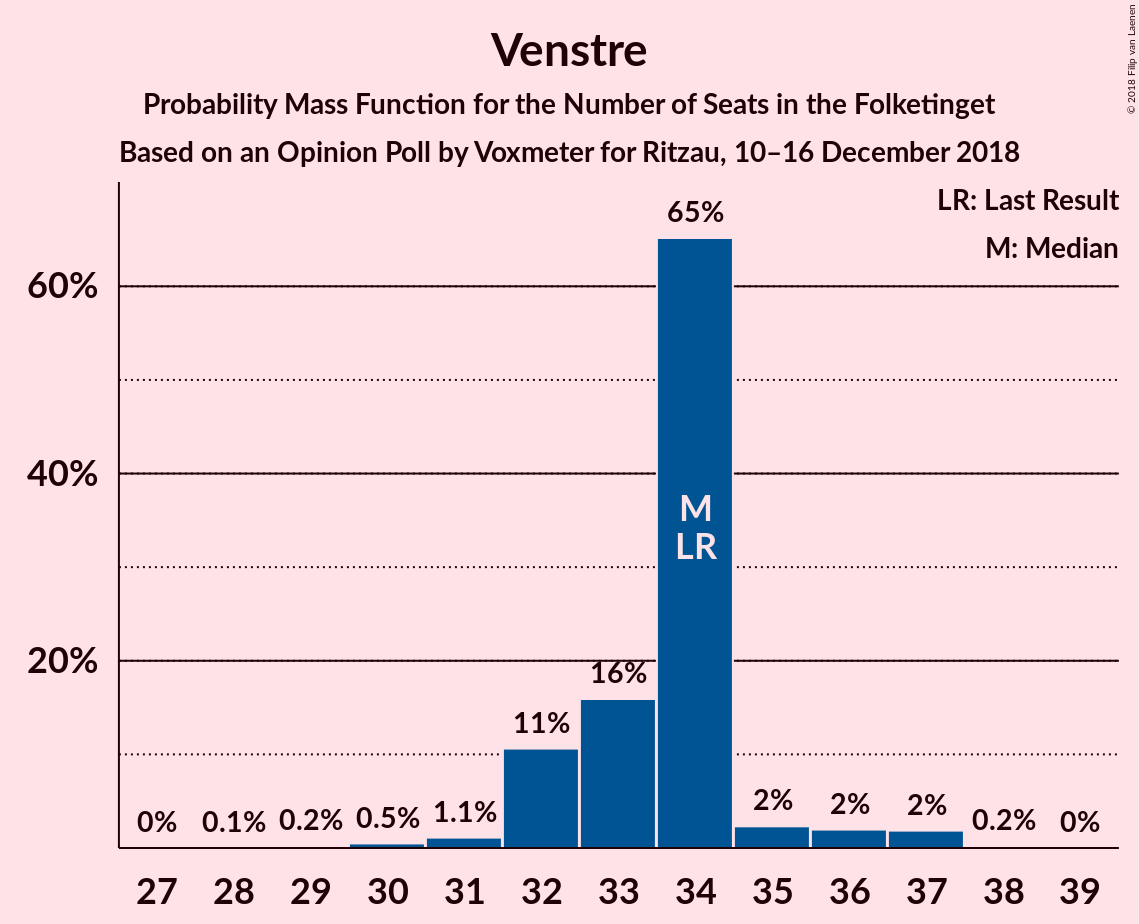 Venstre
Probability Mass Function for the Number of Seats in the Folketinget
Based on an Opinion Poll by Voxmeter for Ritzau, 10–16 December 2018
© 2018 Filip van Laenen
LR: Last Result
M: Median
60%
40%
20%
0%
0.1%
0.2%
0.5%
1.1%
11%
16%
65%
2%
2%
2%
0.2%
0%
M
LR
27 28 29 30 31 32 33 34 35 36 37 38 39